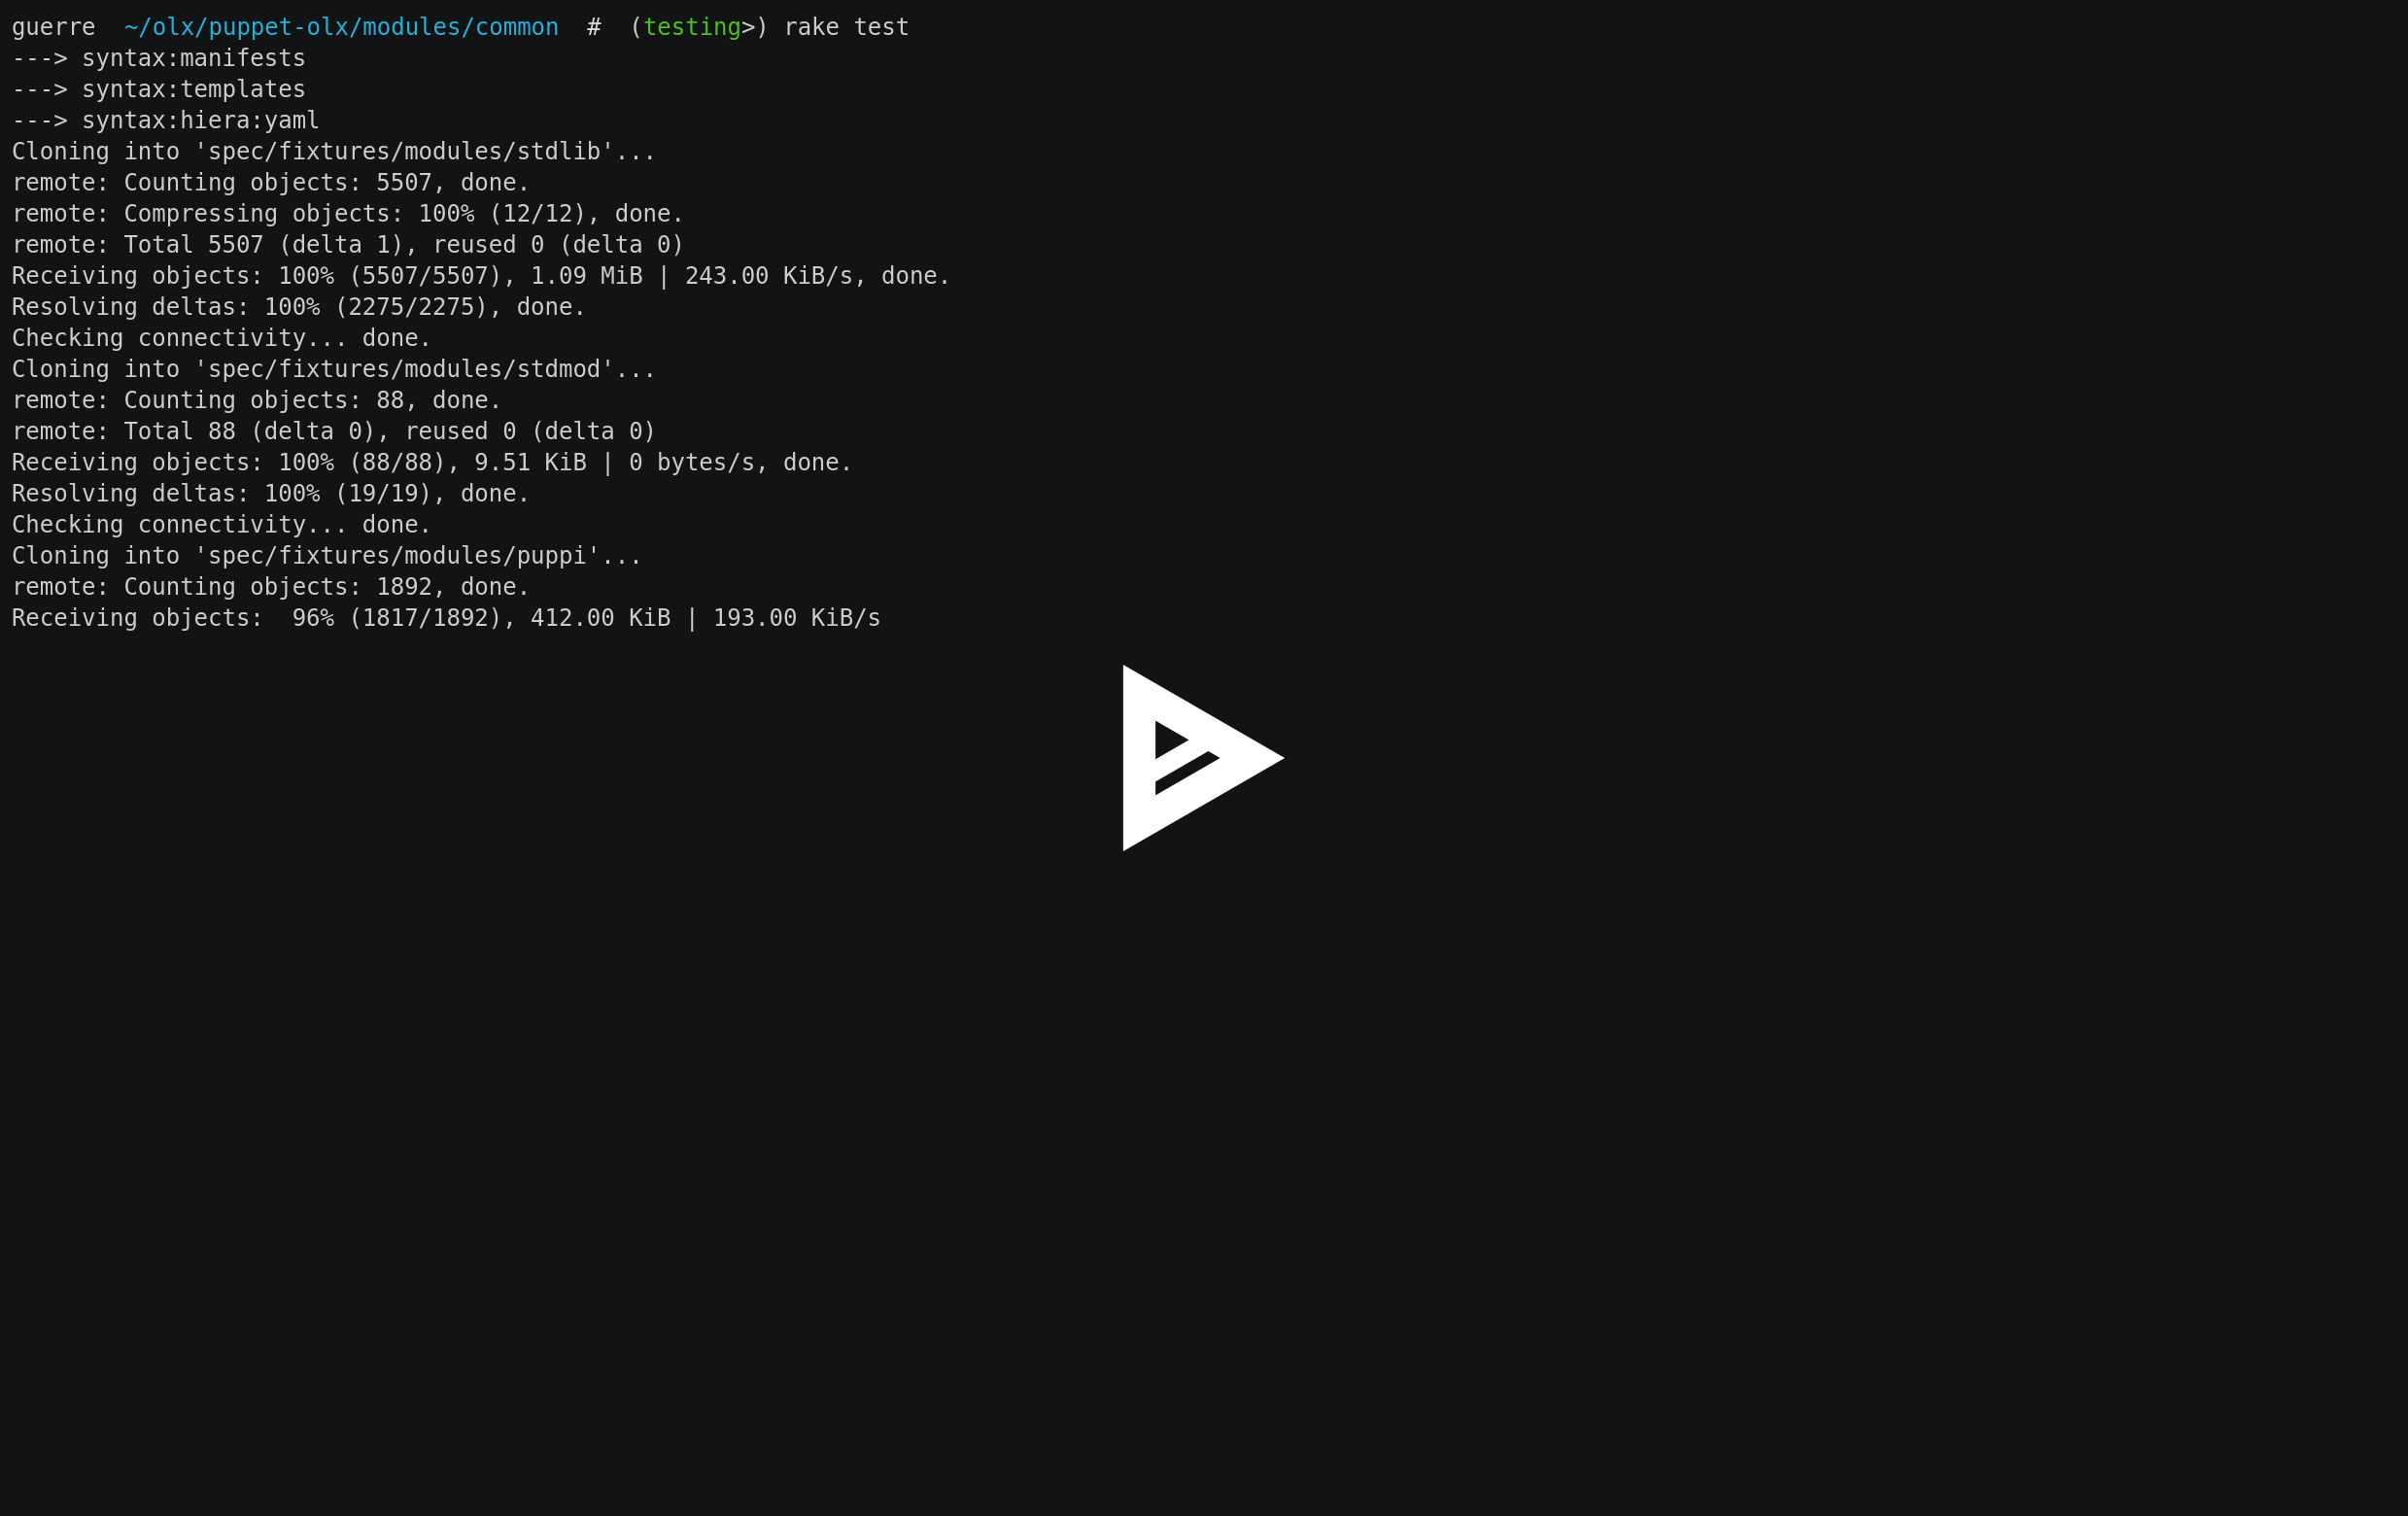 guerre  ~/olx/puppet-olx/modules/common  #  (testing>) rake test
---> syntax:manifests
---> syntax:templates
---> syntax:hiera:yaml
Cloning into 'spec/fixtures/modules/stdlib'...
remote: Counting objects: 5507, done.
remote: Compressing objects: 100% (12/12), done.
remote: Total 5507 (delta 1), reused 0 (delta 0)
Receiving objects: 100% (5507/5507), 1.09 MiB | 243.00 KiB/s, done.
Resolving deltas: 100% (2275/2275), done.
Checking connectivity... done.
Cloning into 'spec/fixtures/modules/stdmod'...
remote: Counting objects: 88, done.
remote: Total 88 (delta 0), reused 0 (delta 0)
Receiving objects: 100% (88/88), 9.51 KiB | 0 bytes/s, done.
Resolving deltas: 100% (19/19), done.
Checking connectivity... done.
Cloning into 'spec/fixtures/modules/puppi'...
remote: Counting objects: 1892, done.
Receiving objects:  96% (1817/1892), 412.00 KiB | 193.00 KiB/s